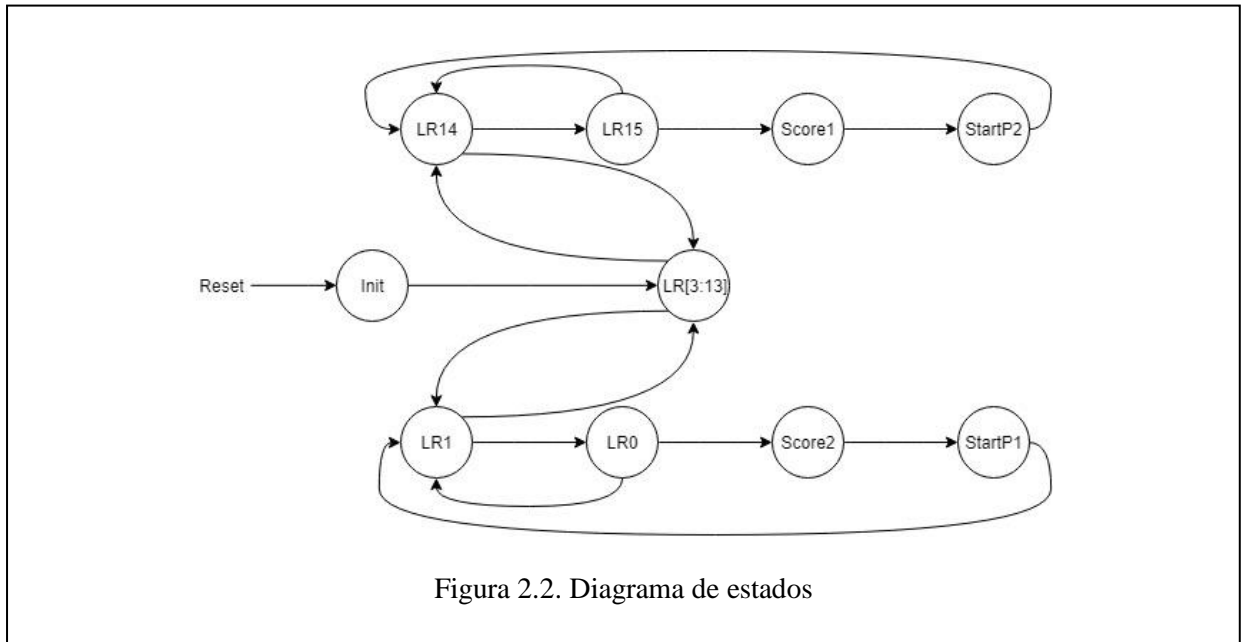 LR14
LR15
Score1
StartP2
Reset
Init
LR[3:13]
LR1
LR0
Score2
StartP1
Figura 2.2. Diagrama de estados